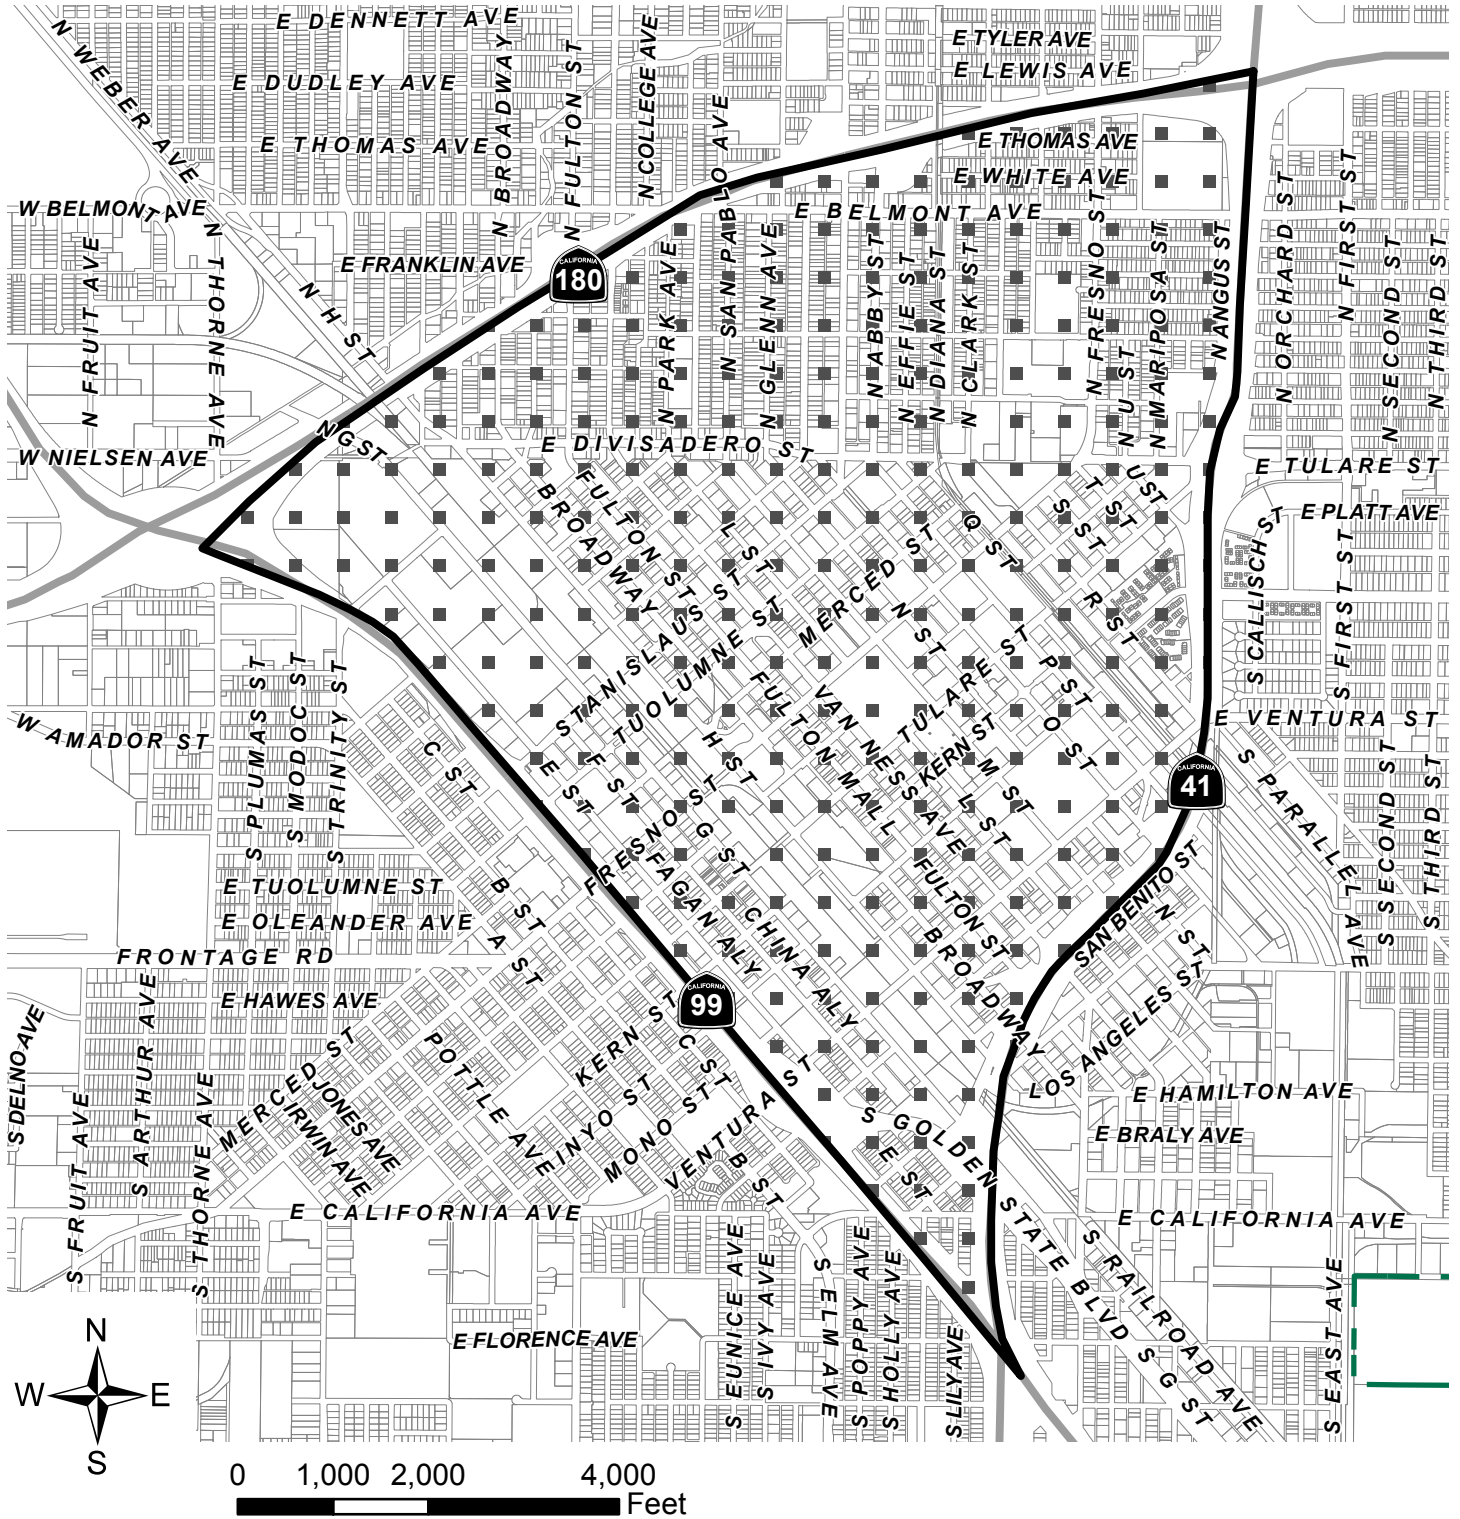 E DENNETT AVE
N WEBER AVE
E DUDLEY AVE
N BROADWAY
N FULTON ST
N COLLEGE AVE
E TYLER AVE
E LEWIS AVE
E THOMAS AVE
E THOMAS AVE
E WHITE AVE
W BELMONT AVE
N SAN PABLO AVE
E BELMONT AVE
N FRUIT AVE
N THORNE AVE
E FRANKLIN AVE
N H ST
CALIFORNIA
180
N PARK AVE
N GLENN AVE
N ABBY ST
N EFFIE ST
N DIANA ST
N CLARK ST
N FRESNO ST
N U ST
N MARIPOSA ST
N ANGUS ST
N ORCHARD ST
N FIRST ST
N SECOND ST
N THIRD ST
W NIELSEN AVE
N G ST
E DIVISADERO ST
E TULARE ST
E PLATT AVE
FULTON ST
BROADWAY
L ST
MERCED ST
Q ST
S ST
T ST
U ST
R ST
N ST
P ST
O ST
S CALLISCH ST
S FIRST ST
STANISLAUS ST
TUOLUMNE ST
FULTON MALL
VAN NESS AVE
TULARE ST
KERN ST
M ST
L ST
W AMADOR ST
S PLUMAS ST
S MODOC ST
S TRINITY ST
C ST
E ST
F ST
H ST
G ST
FRESNO ST
E VENTURA ST
CALIFORNIA
41
S PARALLEL AVE
S SECOND ST
S THIRD ST
FAGAN ALY
CHINA ALY
FULTON ST
BROADWAY
SAN BENITO ST
N ST
LOS ANGELES ST
E TUOLUMNE ST
E OLEANDER AVE
B ST
A ST
FRONTAGE RD
E HAWES AVE
CALIFORNIA
99
S DELNO AVE
S FRUIT AVE
S ARTHUR AVE
S THORNE AVE
MERCED ST
JONES AVE
IRWIN AVE
POTTLE AVE
KERN ST
C ST
INYO ST
MONO ST
VENTURA ST
B ST
E HAMILTON AVE
E BRALY AVE
S GOLDEN STATE BLVD
S E ST
E CALIFORNIA AVE
E CALIFORNIA AVE
S RAILROAD AVE
S G ST
S EUNICE AVE
S IVY AVE
S ELM AVE
S POPPY AVE
S HOLLY AVE
S LILY AVE
S EAST AVE
E FLORENCE AVE
N
W E
S
0 1,000 2,000 4,000
Feet